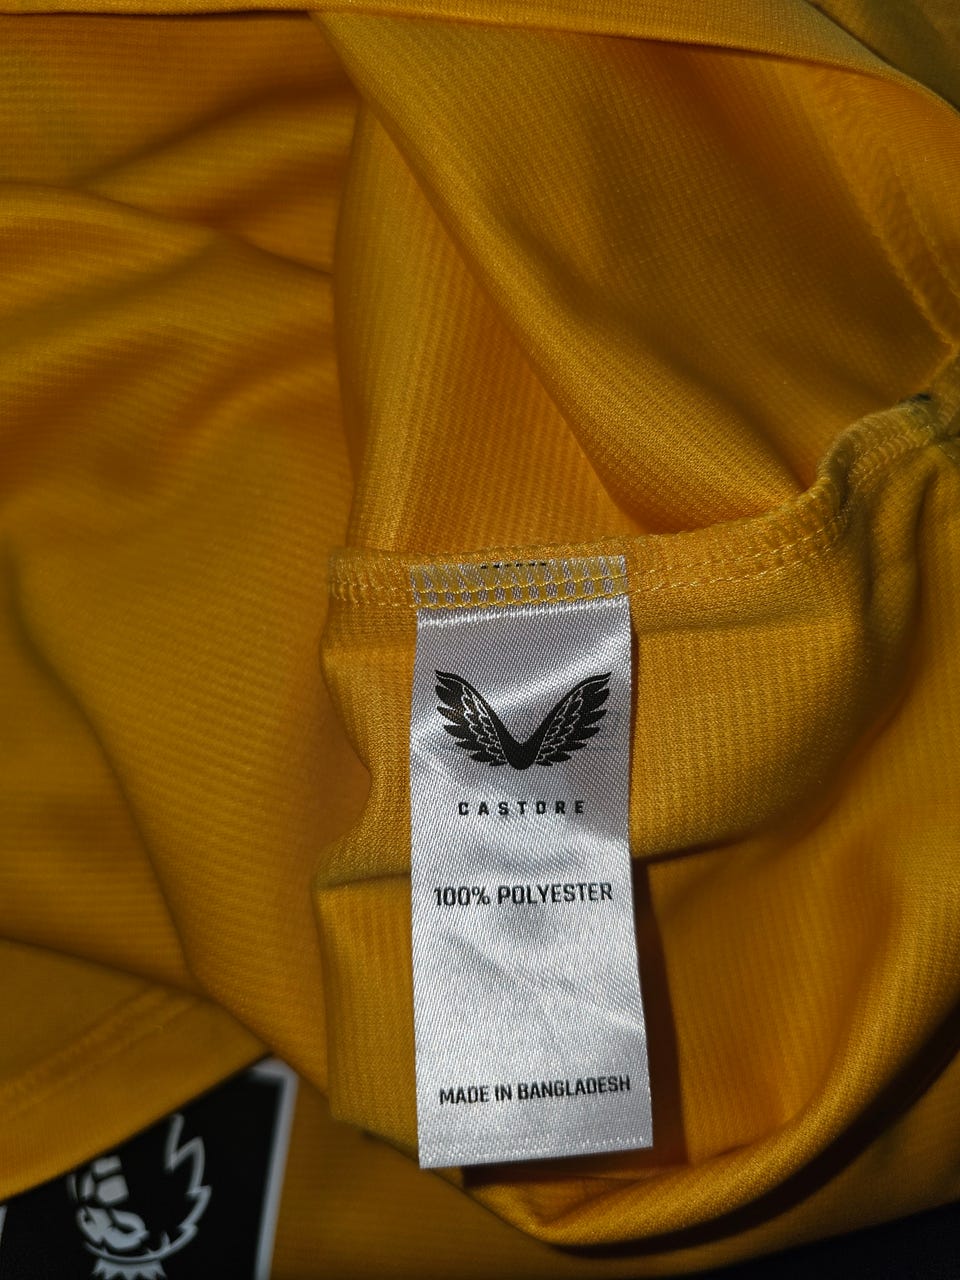 CASTORE
100% POLYESTER
MADE IN BANGLADESH